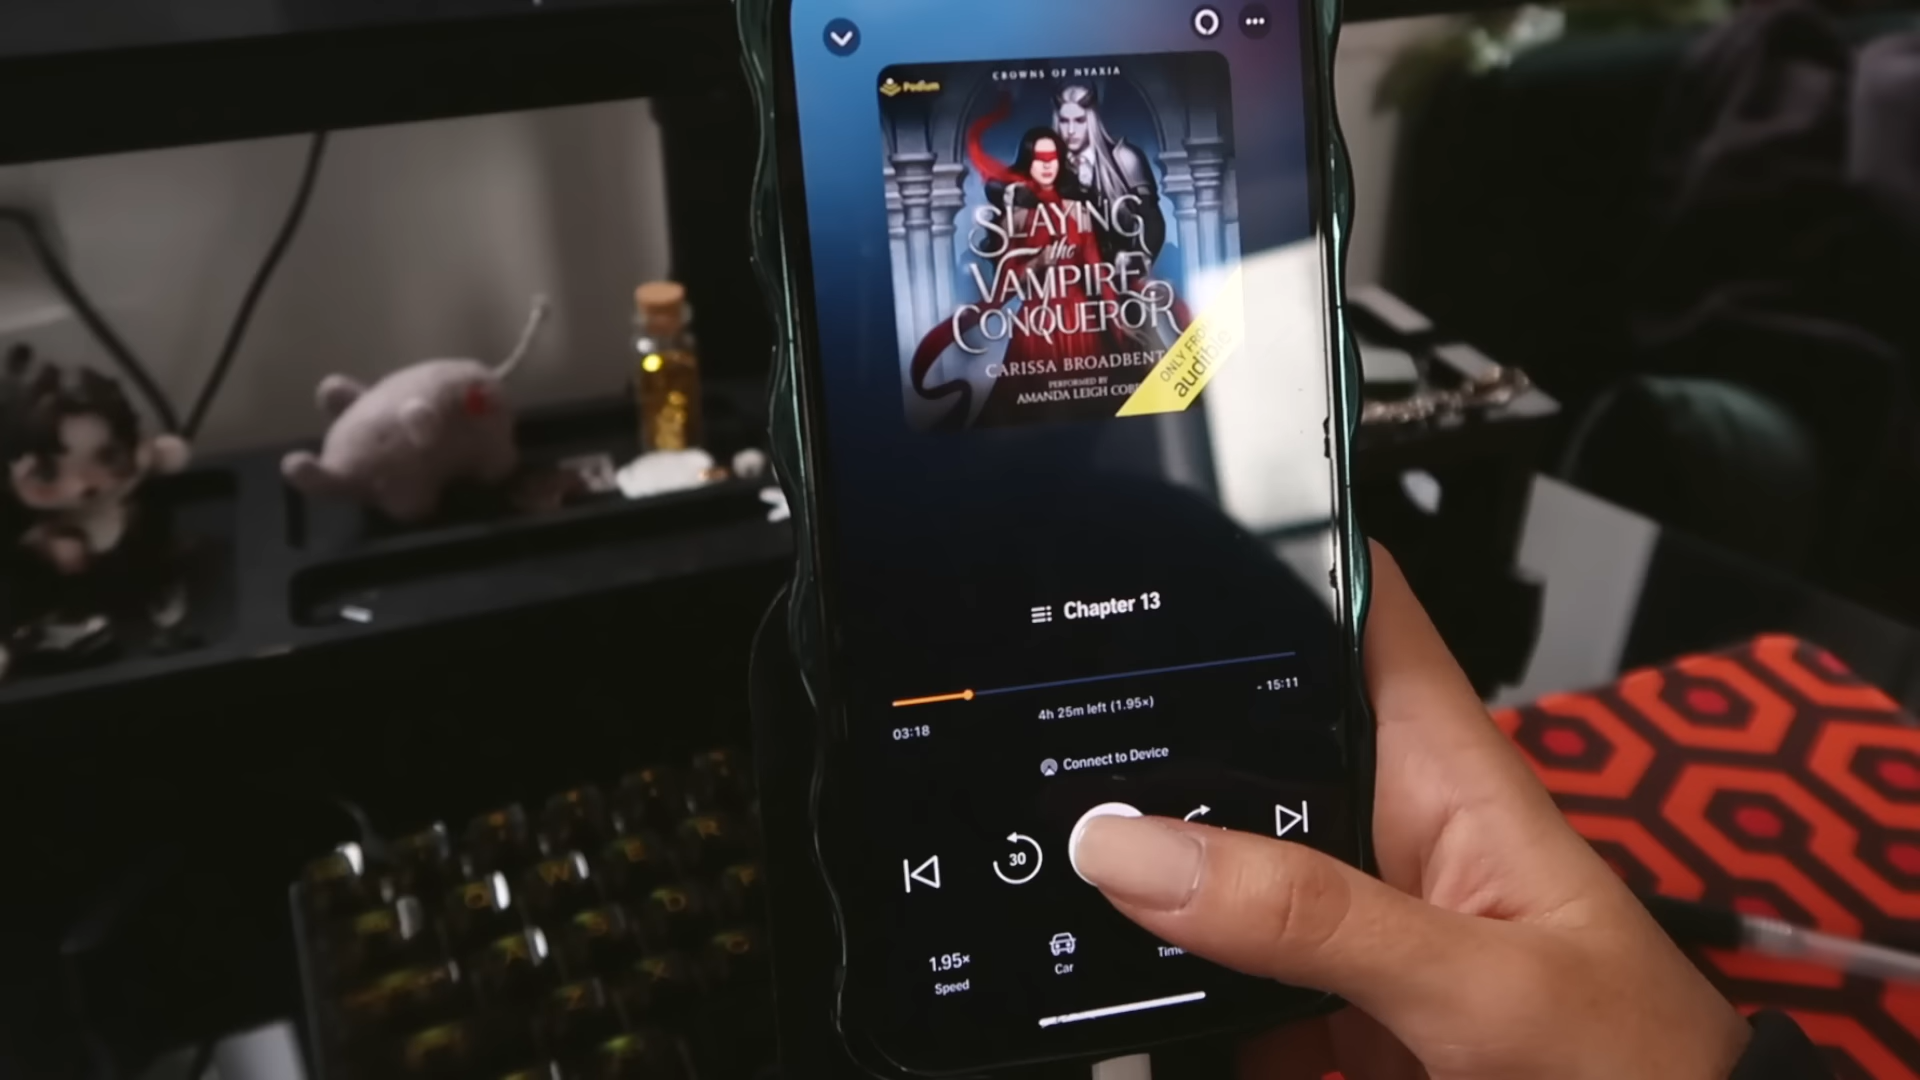 CROWNS OF NYAXIA
Podium
SLAYING
the
VAMPIRE
CONQUEROR
CARISSA BROADBENT
PERFORMED BY
AMANDA LEIGH
ONLY FROM
audible
Chapter 13
03:18
4h 25m left (1.95×)
- 15:11
Connect to Device
30
1.95×
Speed
Car